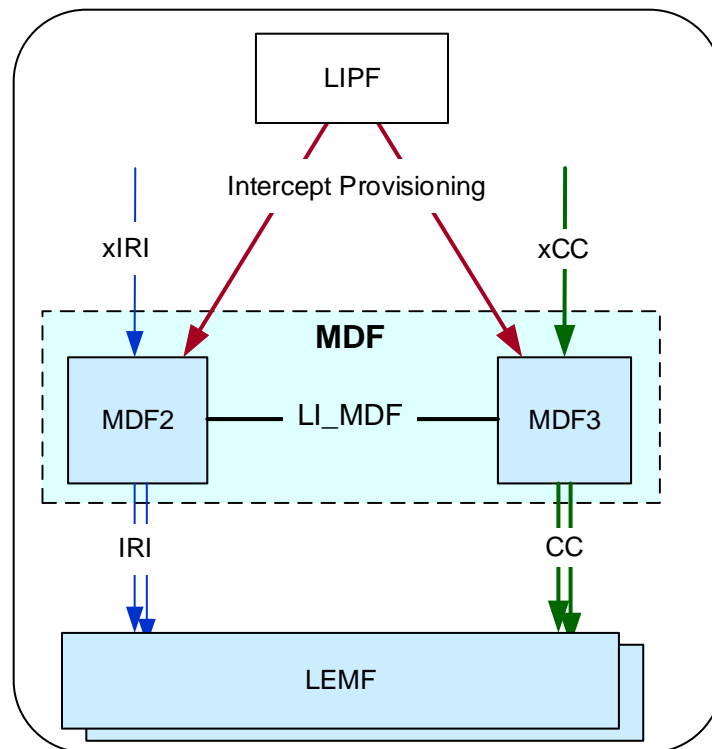 LIPF
Intercept Provisioning
xIRI
xCC
MDF
MDF2
LI_MDF
MDF3
IRI
CC
LEMF